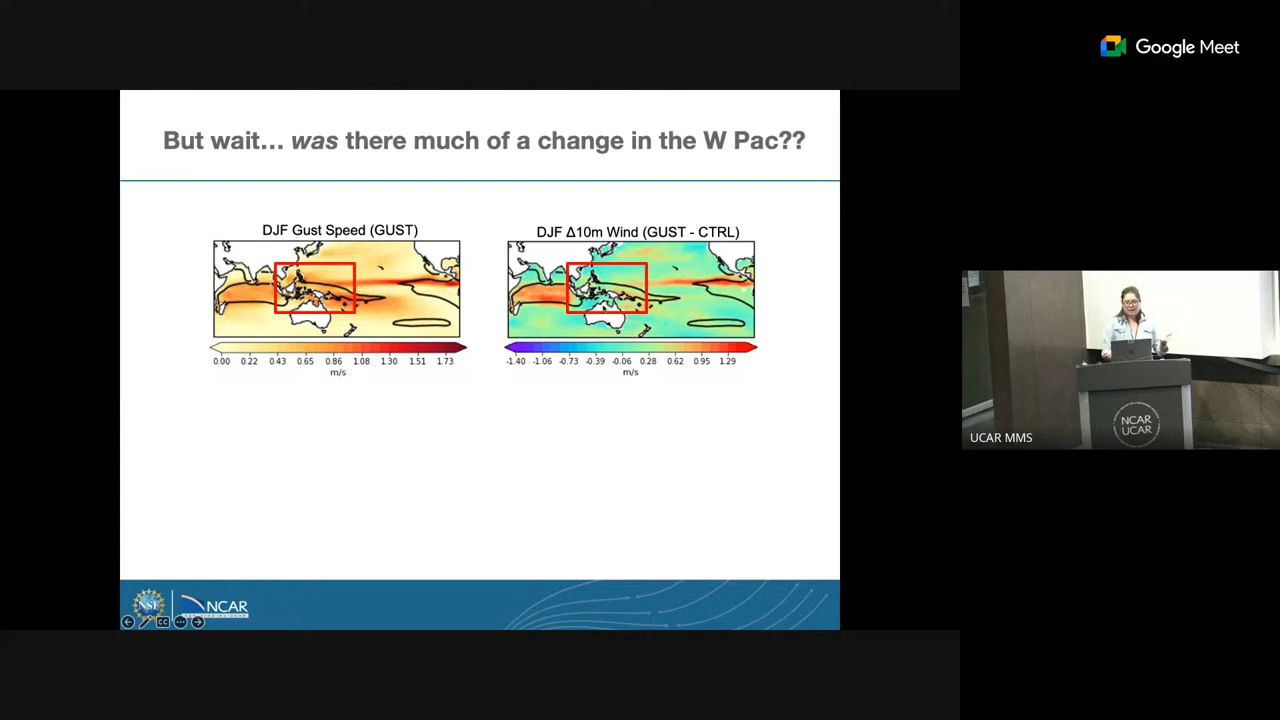 Google Meet
But wait... was there much of a change in the W Pac??
DJF Gust Speed (GUST)
DJF Δ10m Wind (GUST - CTRL)
0.00 0.22 0.43 0.65 0.86 1.08 1.30 1.51 1.73
m/s
-1.40 -1.06 -0.73 -0.39 -0.06 0.28 0.62 0.95 1.29
m/s
NCAR
UCAR
UCAR MMS
NSF
NCAR
CC